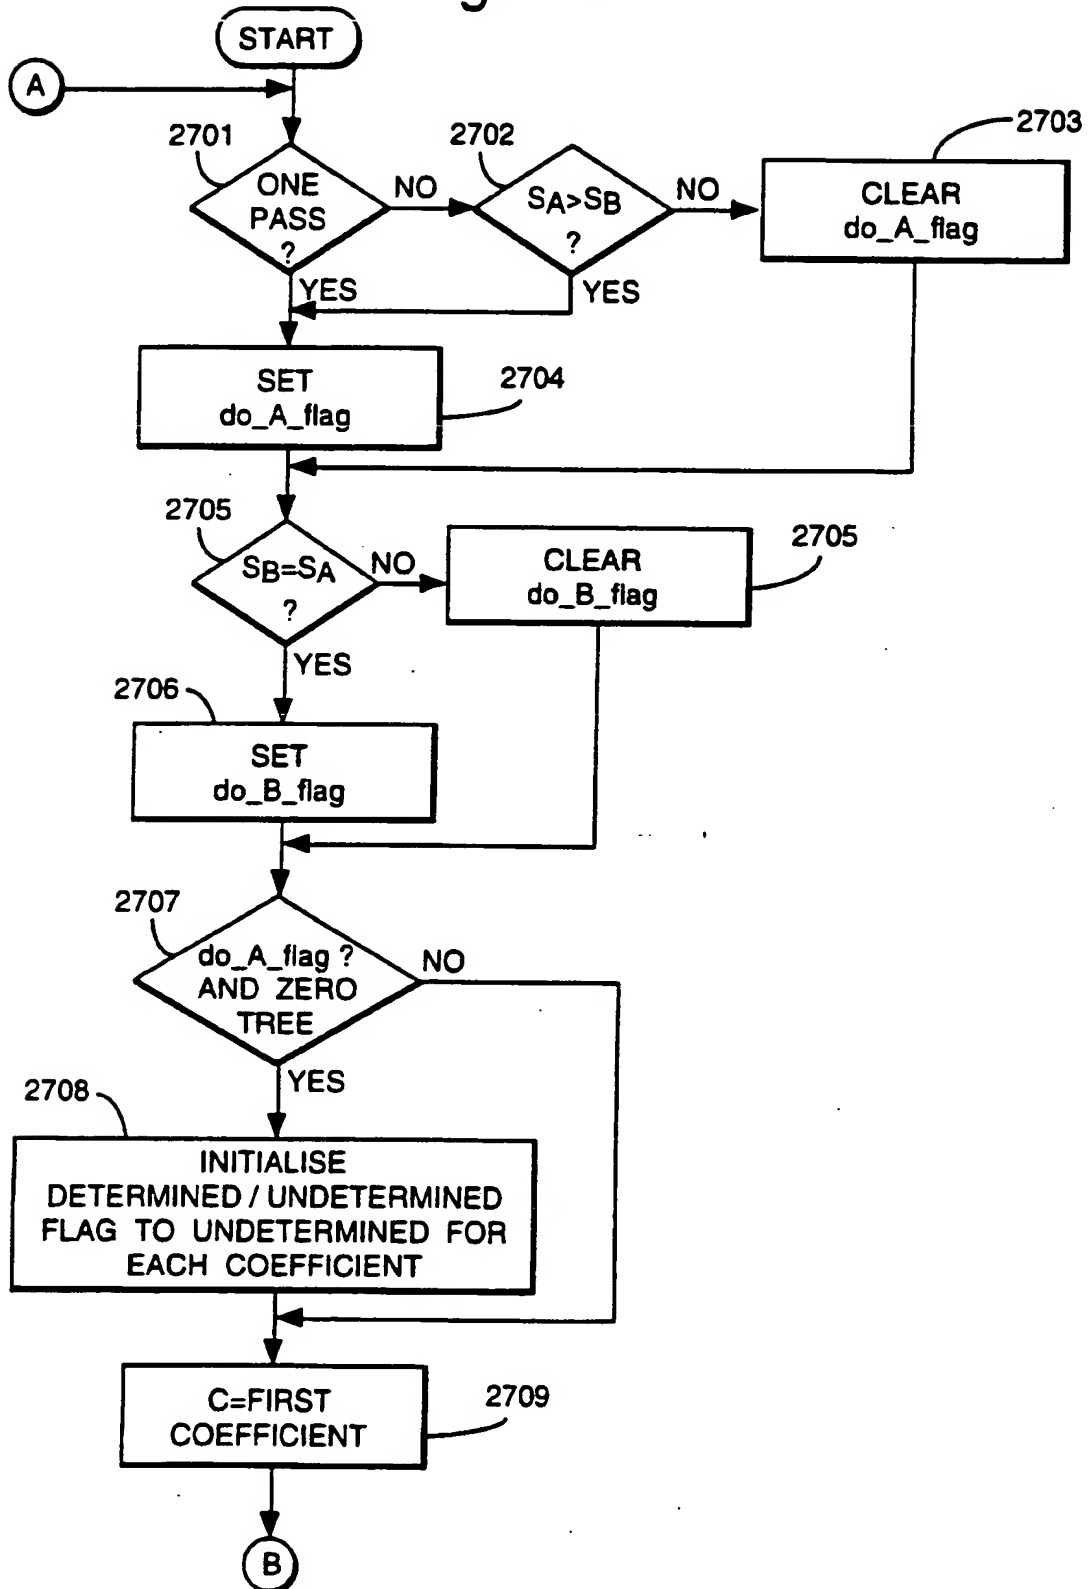 START
A
2701
2702
2703
ONE
PASS
?
NO
SA>SB
?
NO
CLEAR
do_A_flag
YES
YES
SET
do_A_flag
2704
2705
SB=SA
?
NO
CLEAR
do_B_flag
2705
YES
2706
SET
do_B_flag
2707
do_A_flag ?
AND ZERO
TREE
NO
YES
2708
INITIALISE
DETERMINED / UNDETERMINED
FLAG TO UNDETERMINED FOR
EACH COEFFICIENT
C=FIRST
COEFFICIENT
2709
B